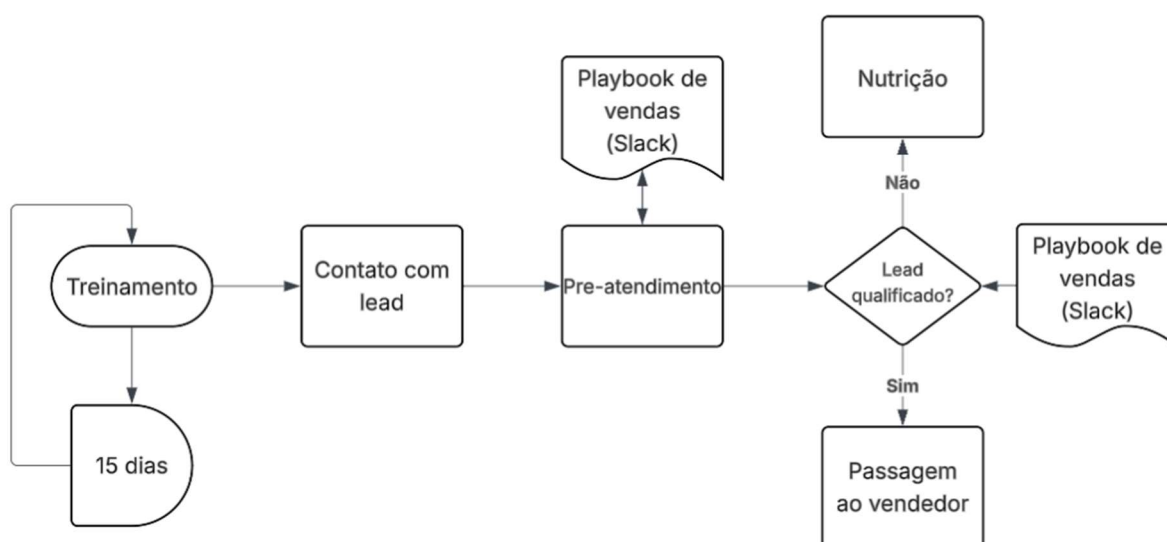 Playbook de
vendas
(Slack)
Nutrição
Não
Treinamento
Contato com
lead
Pre-atendimento
Lead
qualificado?
Playbook de
vendas
(Slack)
Sim
15 dias
Passagem
ao vendedor